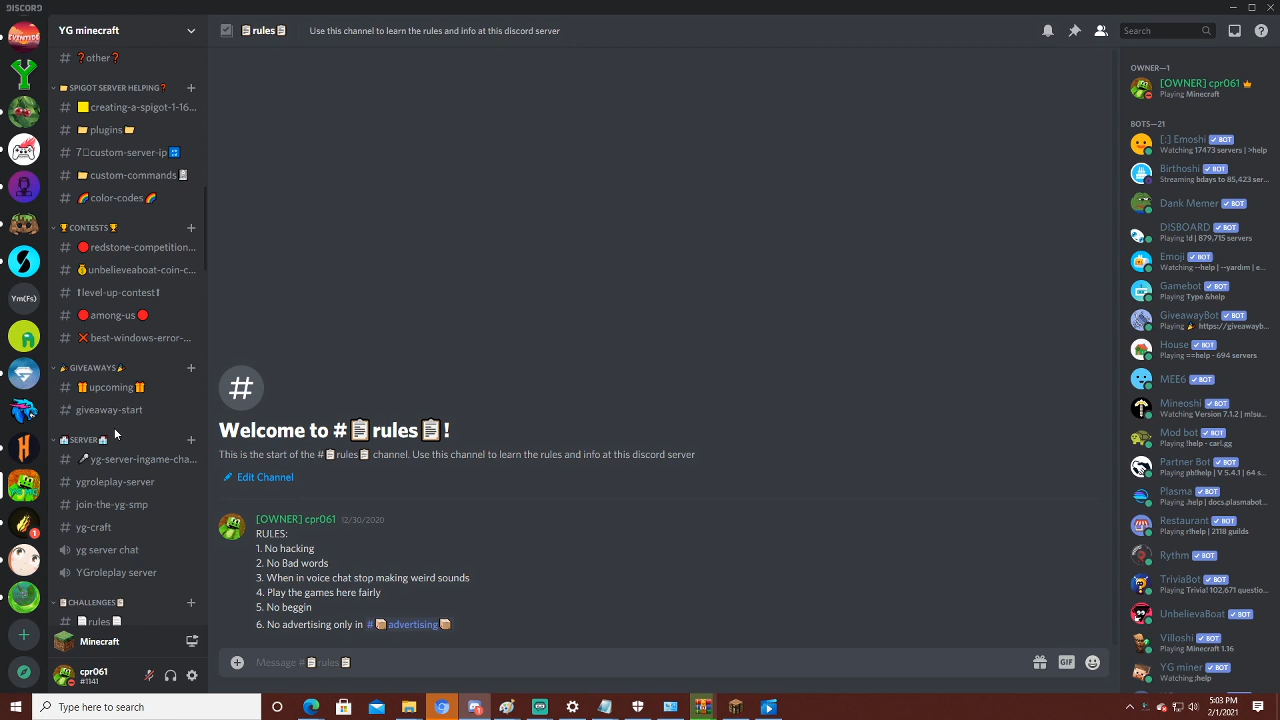 DISCORD
YG minecraft
📋rules📋
Use this channel to learn the rules and info at this discord server
Search
# ❓other❓
📁 SPIGOT SERVER HELPING❓
# 🟨 creating-a-spigot-1-16...
# 📁 plugins 📁
# 7 custom-server-ip
# 📁 custom-commands
# 🌈 color-codes 🌈
🏆 CONTESTS 🏆
# 🔴 redstone-competition...
# 💰 unbelieveaboat-coin-c...
# level-up-contest
# 🔴 among-us 🔴
# ❌ best-windows-error-...
🎉 GIVEAWAYS 🎉
# 🎁 upcoming 🎁
# giveaway-start
SERVER
# 🎤 yg-server-ingame-cha...
# ygroleplay-server
# join-the-yg-smp
# yg-craft
yg server chat
YGroleplay server
📋 CHALLENGES 📋
# rules
Minecraft
cpr061
#1141
EVENTIDE
Ym(Fs)
1
#
Welcome to #📋rules📋!
This is the start of the #📋rules📋 channel. Use this channel to learn the rules and info at this discord server
Edit Channel
[OWNER] cpr061 12/30/2020
RULES:
1. No hacking
2. No Bad words
3. When in voice chat stop making weird sounds
4. Play the games here fairly
5. No beggin
6. No advertising only in # 📦 advertising 📦
Message #📋rules📋
GIF
OWNER—1
[OWNER] cpr061
Playing Minecraft
BOTS—21
[:] Emoshi ✓ BOT
Watching 17473 servers | >help
Birthoshi ✓ BOT
Streaming bdays to 85,423 ser...
Dank Memer ✓ BOT
DISBOARD ✓ BOT
Playing !d | 879,715 servers
Emoji ✓ BOT
Watching --help | --yardım | e...
Gamebot ✓ BOT
Playing Type &help
GiveawayBot ✓ BOT
Playing 🎉 https://giveawayb...
House ✓ BOT
Playing ==help - 694 servers
MEE6 ✓ BOT
Mineoshi ✓ BOT
Watching Version 7.1.2 | m!su...
Mod bot ✓ BOT
Playing !help - carl.gg
Partner Bot ✓ BOT
Playing pb!help | V 5.4.1 | 64 s...
Plasma ✓ BOT
Playing .help | docs.plasmabot...
Restaurant ✓ BOT
Playing r!help | 2118 guilds
Rythm ✓ BOT
TriviaBot ✓ BOT
Playing Trivia! 102,671 questio...
UnbelievaBoat ✓ BOT
Villoshi ✓ BOT
Playing Minecraft 1.16
YG miner ✓ BOT
Watching ;help
Type here to search
5:03 PM
2/1/2021